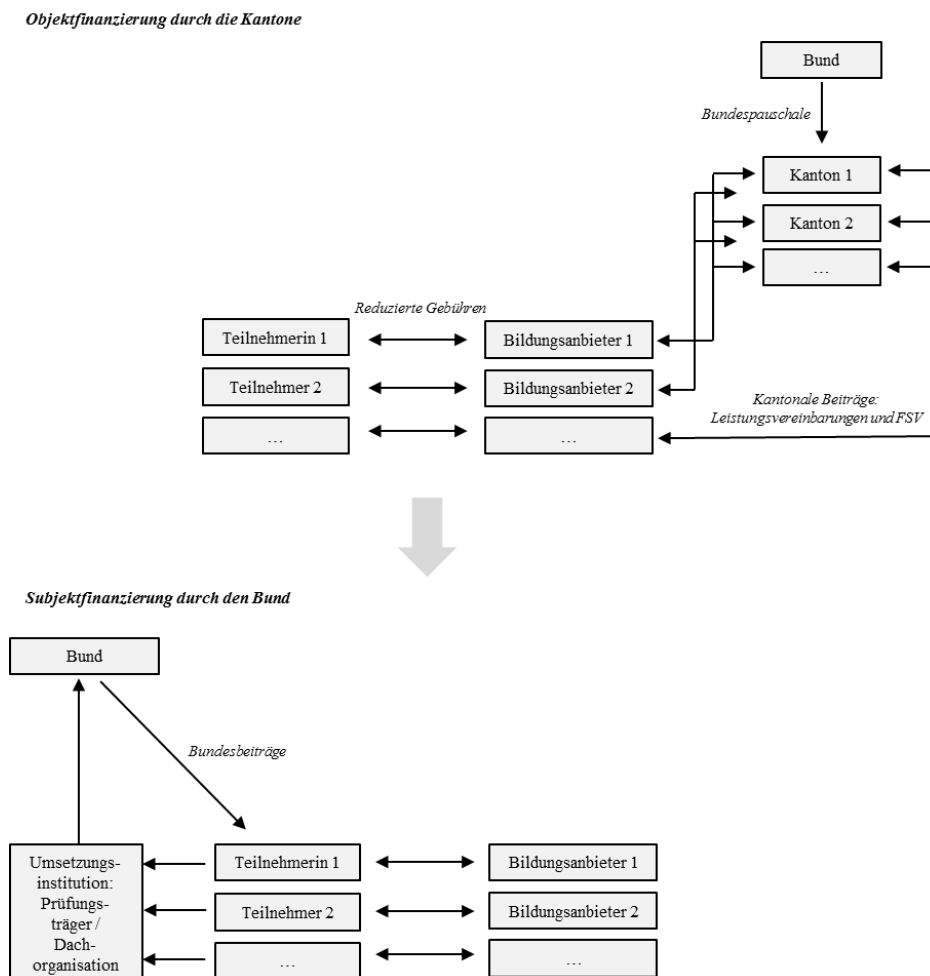 Objektfinanzierung durch die Kantone
Bund
Bundespauschale
Kanton 1
Kanton 2
…
Reduzierte Gebühren
Teilnehmerin 1
Bildungsanbieter 1
Teilnehmer 2
Bildungsanbieter 2
Kantonale Beiträge:
Leistungsvereinbarungen und FSV
…
…
Subjektfinanzierung durch den Bund
Bund
Bundesbeiträge
Umsetzungs-
institution:
Prüfungs-
träger /
Dach-
organisation
Teilnehmerin 1
Bildungsanbieter 1
Teilnehmer 2
Bildungsanbieter 2
…
…